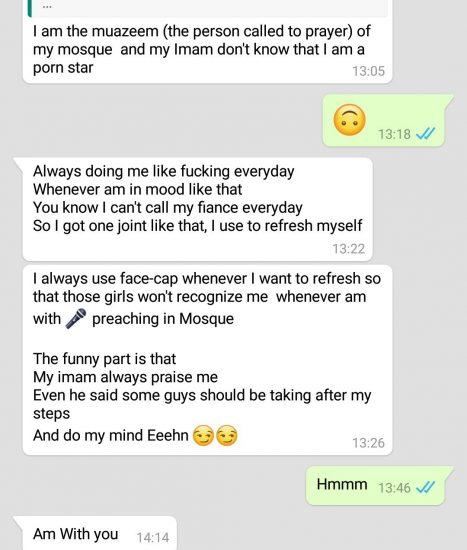 ...
I am the muazeem (the person called to prayer) of
my mosque  and my Imam don't know that I am a
porn star
13:05
🙃 13:18
Always doing me like fucking everyday
Whenever am in mood like that
You know I can't call my fiance everyday
So I got one joint like that, I use to refresh myself
13:22
I always use face-cap whenever I want to refresh so
that those girls won't recognize me  whenever am
with 🎤 preaching in Mosque
The funny part is that
My imam always praise me
Even he said some guys should be taking after my
steps
And do my mind Eeehn 😏😏
13:26
Hmmm 13:46
Am With you 14:14